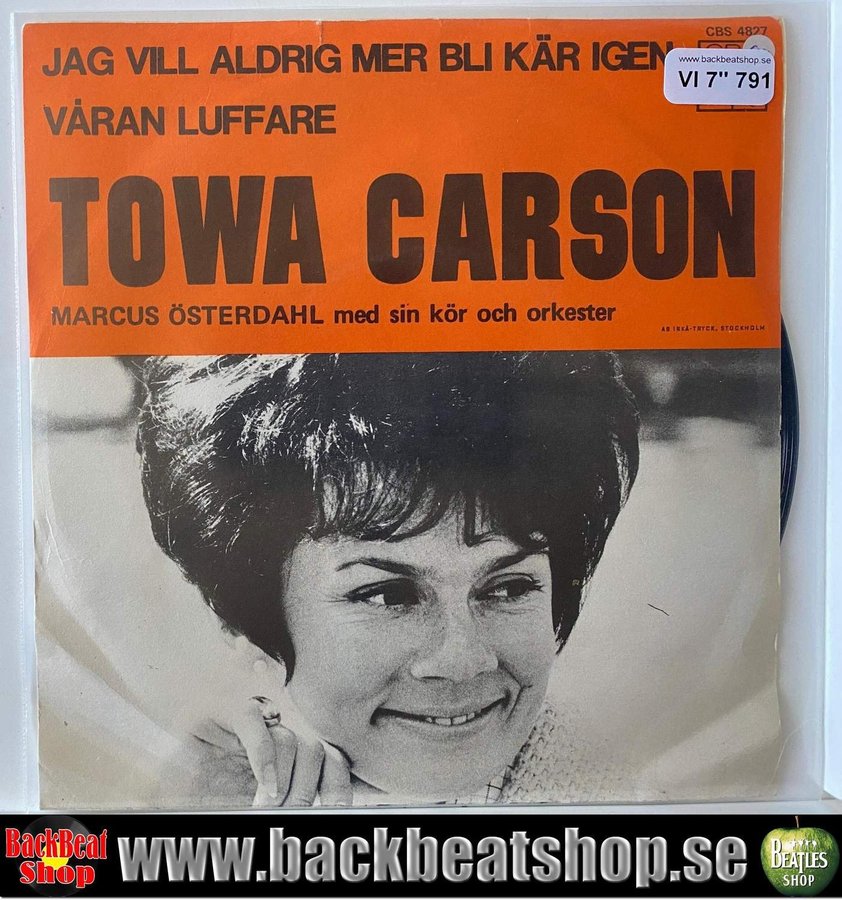 CBS 4827
JAG VILL ALDRIG MER BLI KÄR IGEN
www.backbeatshop.se
VI 7" 791
VÅRAN LUFFARE
TOWA CARSON
MARCUS ÖSTERDAHL med sin kör och orkester
AB INKÅ-TRYCK, STOCKHOLM
BackBeat
Shop
www.backbeatshop.se
BEATLES
SHOP